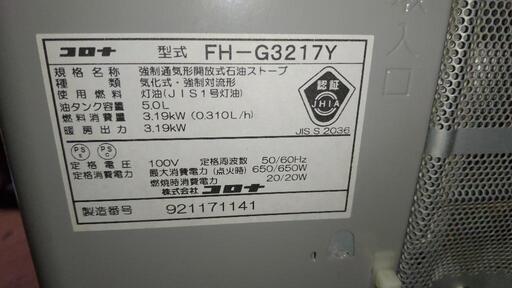 コロナ 型式 FH-G3217Y
規格名称 強制通気形開放式石油ストーブ
種類 気化式・強制対流形
使用燃料 灯油(JIS1号灯油)
油タンク容量 5.0L
燃料消費量 3.19kW (0.310L/h)
暖房出力 3.19kW
認証
JHIA
JIS S 2036
PS E PS C
定格電圧 100V 定格周波数 50/60Hz
最大消費電力(点火時) 650/650W
燃焼時消費電力 20/20W
株式会社 コロナ
製造番号 921171141
入口